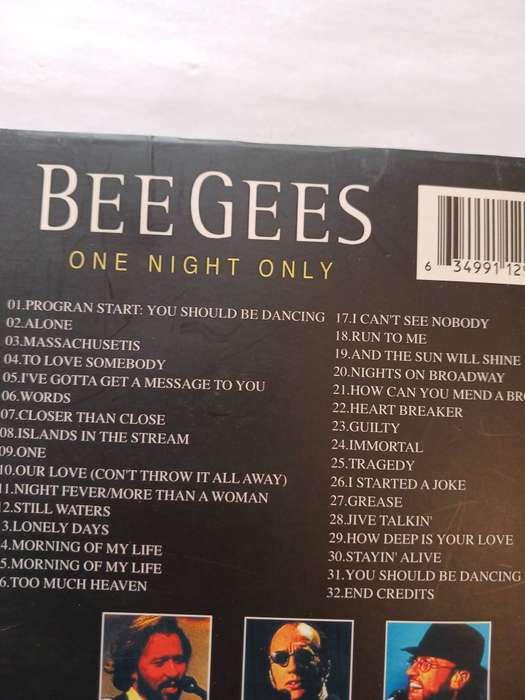 BEE GEES
ONE NIGHT ONLY
6 34991 12
01.PROGRAN START: YOU SHOULD BE DANCING
02.ALONE
03.MASSACHUSETIS
04.TO LOVE SOMEBODY
05.I'VE GOTTA GET A MESSAGE TO YOU
06.WORDS
07.CLOSER THAN CLOSE
08.ISLANDS IN THE STREAM
09.ONE
10.OUR LOVE (CON'T THROW IT ALL AWAY)
11.NIGHT FEVER/MORE THAN A WOMAN
12.STILL WATERS
3.LONELY DAYS
4.MORNING OF MY LIFE
5.MORNING OF MY LIFE
6.TOO MUCH HEAVEN
17.I CAN'T SEE NOBODY
18.RUN TO ME
19.AND THE SUN WILL SHINE
20.NIGHTS ON BROADWAY
21.HOW CAN YOU MEND A BRO
22.HEART BREAKER
23.GUILTY
24.IMMORTAL
25.TRAGEDY
26.I STARTED A JOKE
27.GREASE
28.JIVE TALKIN'
29.HOW DEEP IS YOUR LOVE
30.STAYIN' ALIVE
31.YOU SHOULD BE DANCING
32.END CREDITS